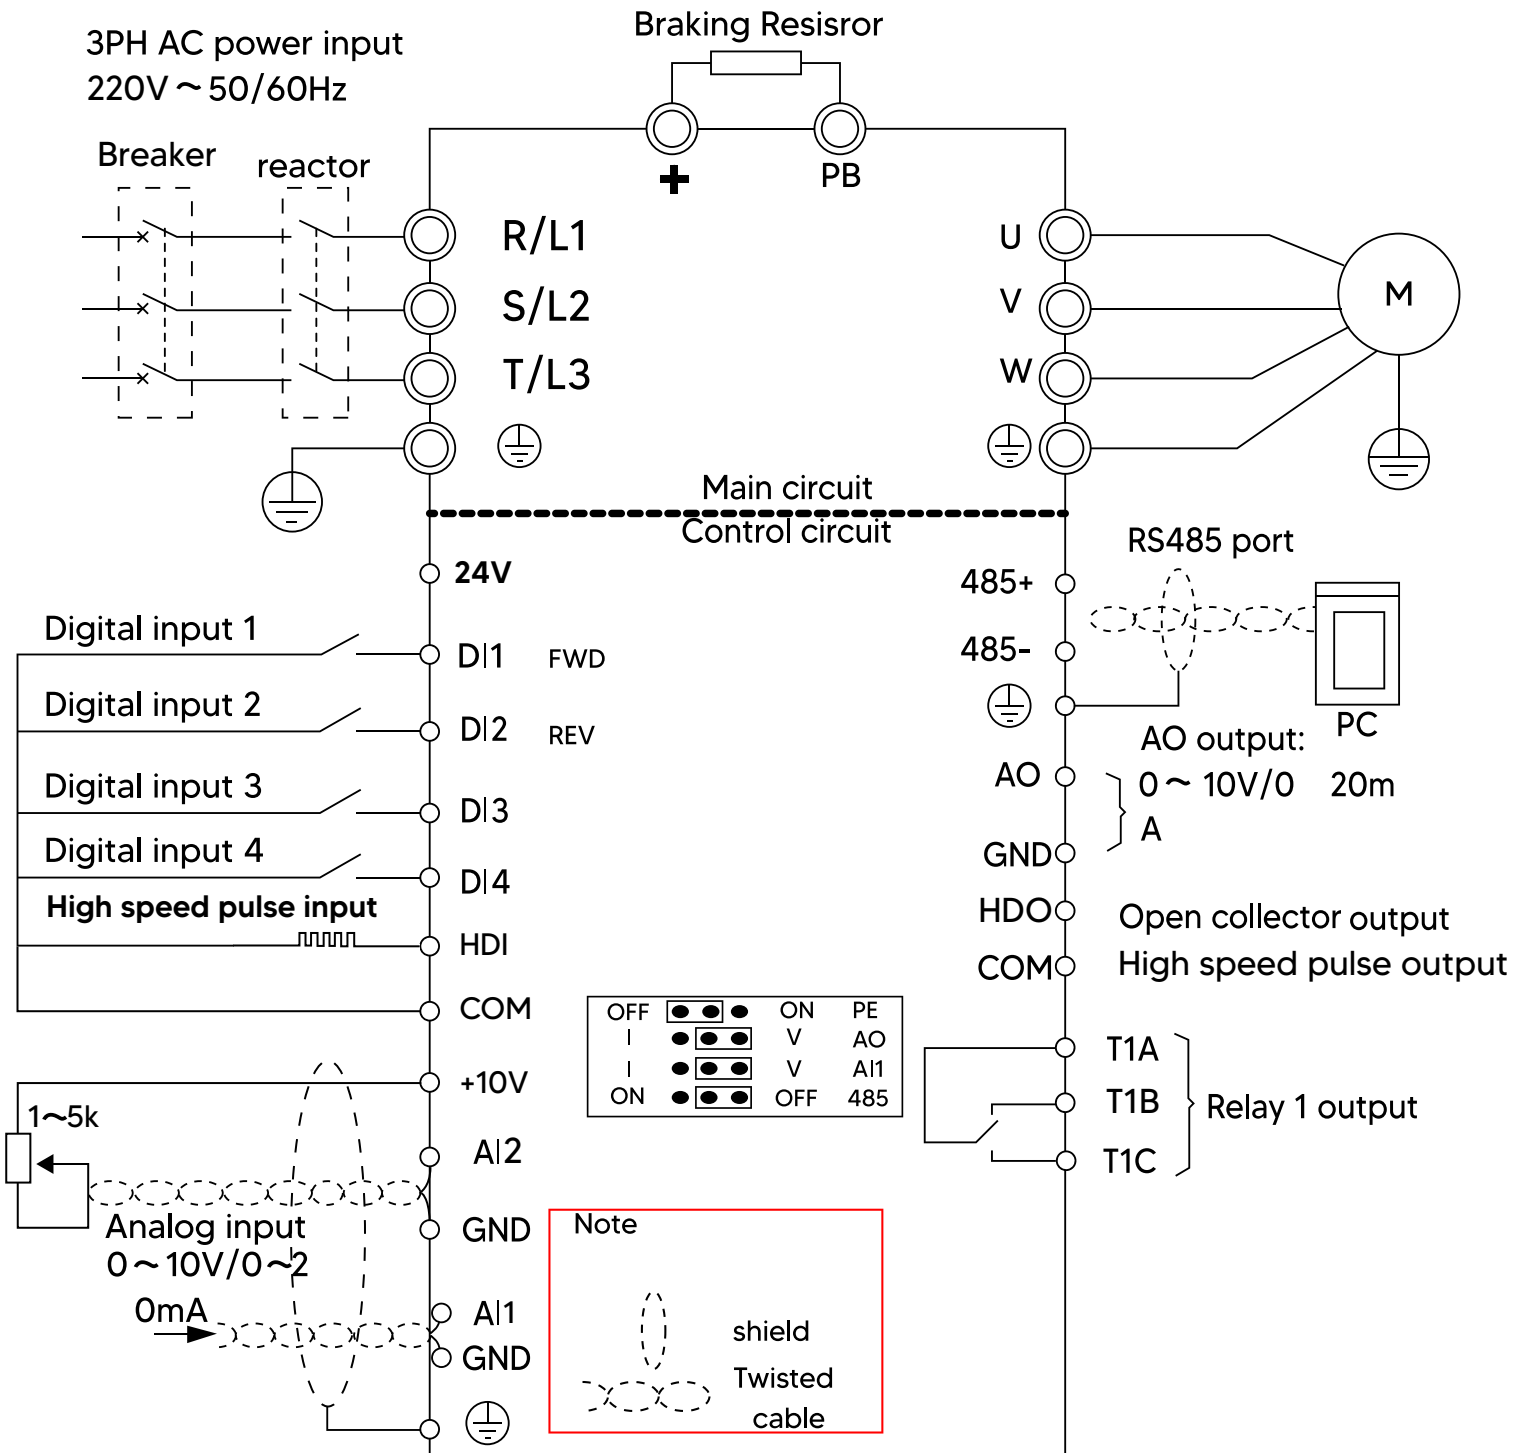 Braking Resisror
3PH AC power input
220V ~ 50/60Hz
Breaker
reactor
+
PB
R/L1
S/L2
T/L3
U
V
W
M
Main circuit
Control circuit
24V
Digital input 1
DI1 FWD
Digital input 2
DI2 REV
Digital input 3
DI3
Digital input 4
DI4
High speed pulse input
HDI
COM
+10V
1~5k
AI2
GND
Analog input
0~10V/0~2
0mA
AI1
GND
RS485 port
485+
485-
PC
AO output:
AO
0~10V/0 20m
A
GND
HDO
Open collector output
COM
High speed pulse output
OFF ON PE
I V AO
I V AI1
ON OFF 485
T1A
T1B
Relay 1 output
T1C
Note
shield
Twisted
cable